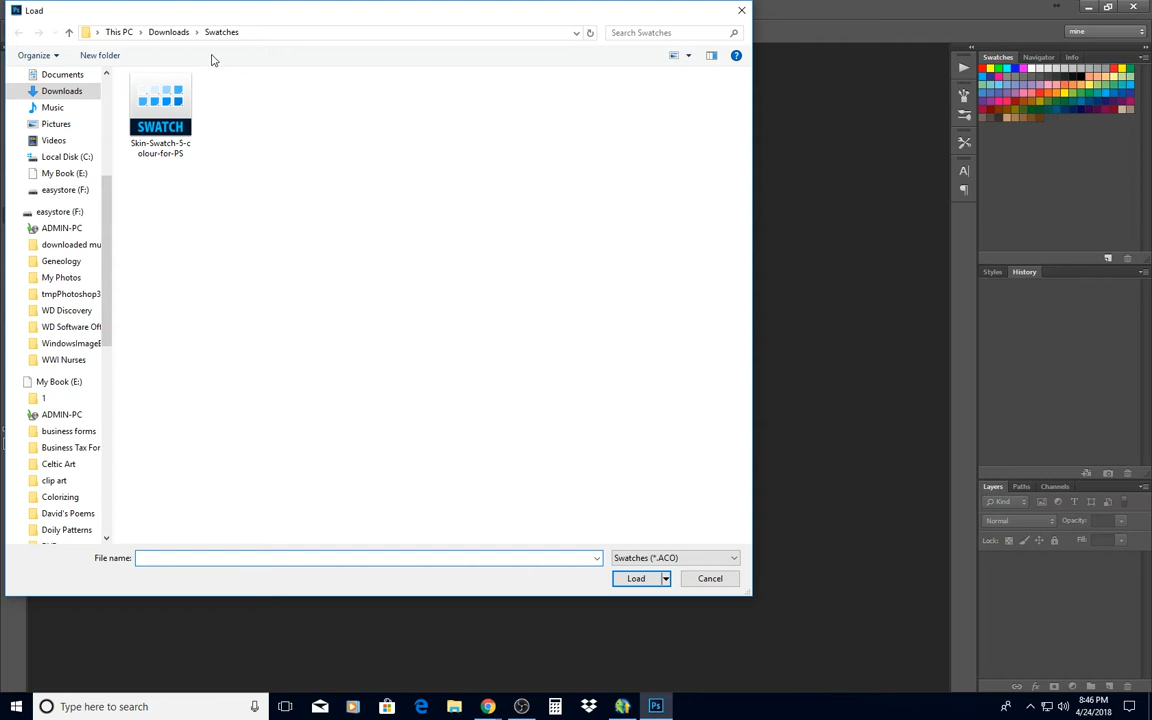 Load
mine
This PC > Downloads > Swatches
Search Swatches
Organize
New folder
Swatches
Navigator
Info
Documents
Downloads
Music
Pictures
Videos
Local Disk (C:)
My Book (E:)
easystore (F:)
easystore (F:)
ADMIN-PC
downloaded mu
Geneology
My Photos
tmpPhotoshop3
WD Discovery
WD Software Off
WindowsImageB
WWI Nurses
My Book (E:)
1
ADMIN-PC
business forms
Business Tax For
Celtic Art
clip art
Colorizing
David's Poems
Doily Patterns
SWATCH
Skin-Swatch-5-c
olour-for-PS
Styles
History
Layers
Paths
Channels
Kind
Normal
Opacity:
Lock:
Fill:
File name:
Swatches (*.ACO)
Load
Cancel
Type here to search
Ps
8:46 PM
4/24/2018